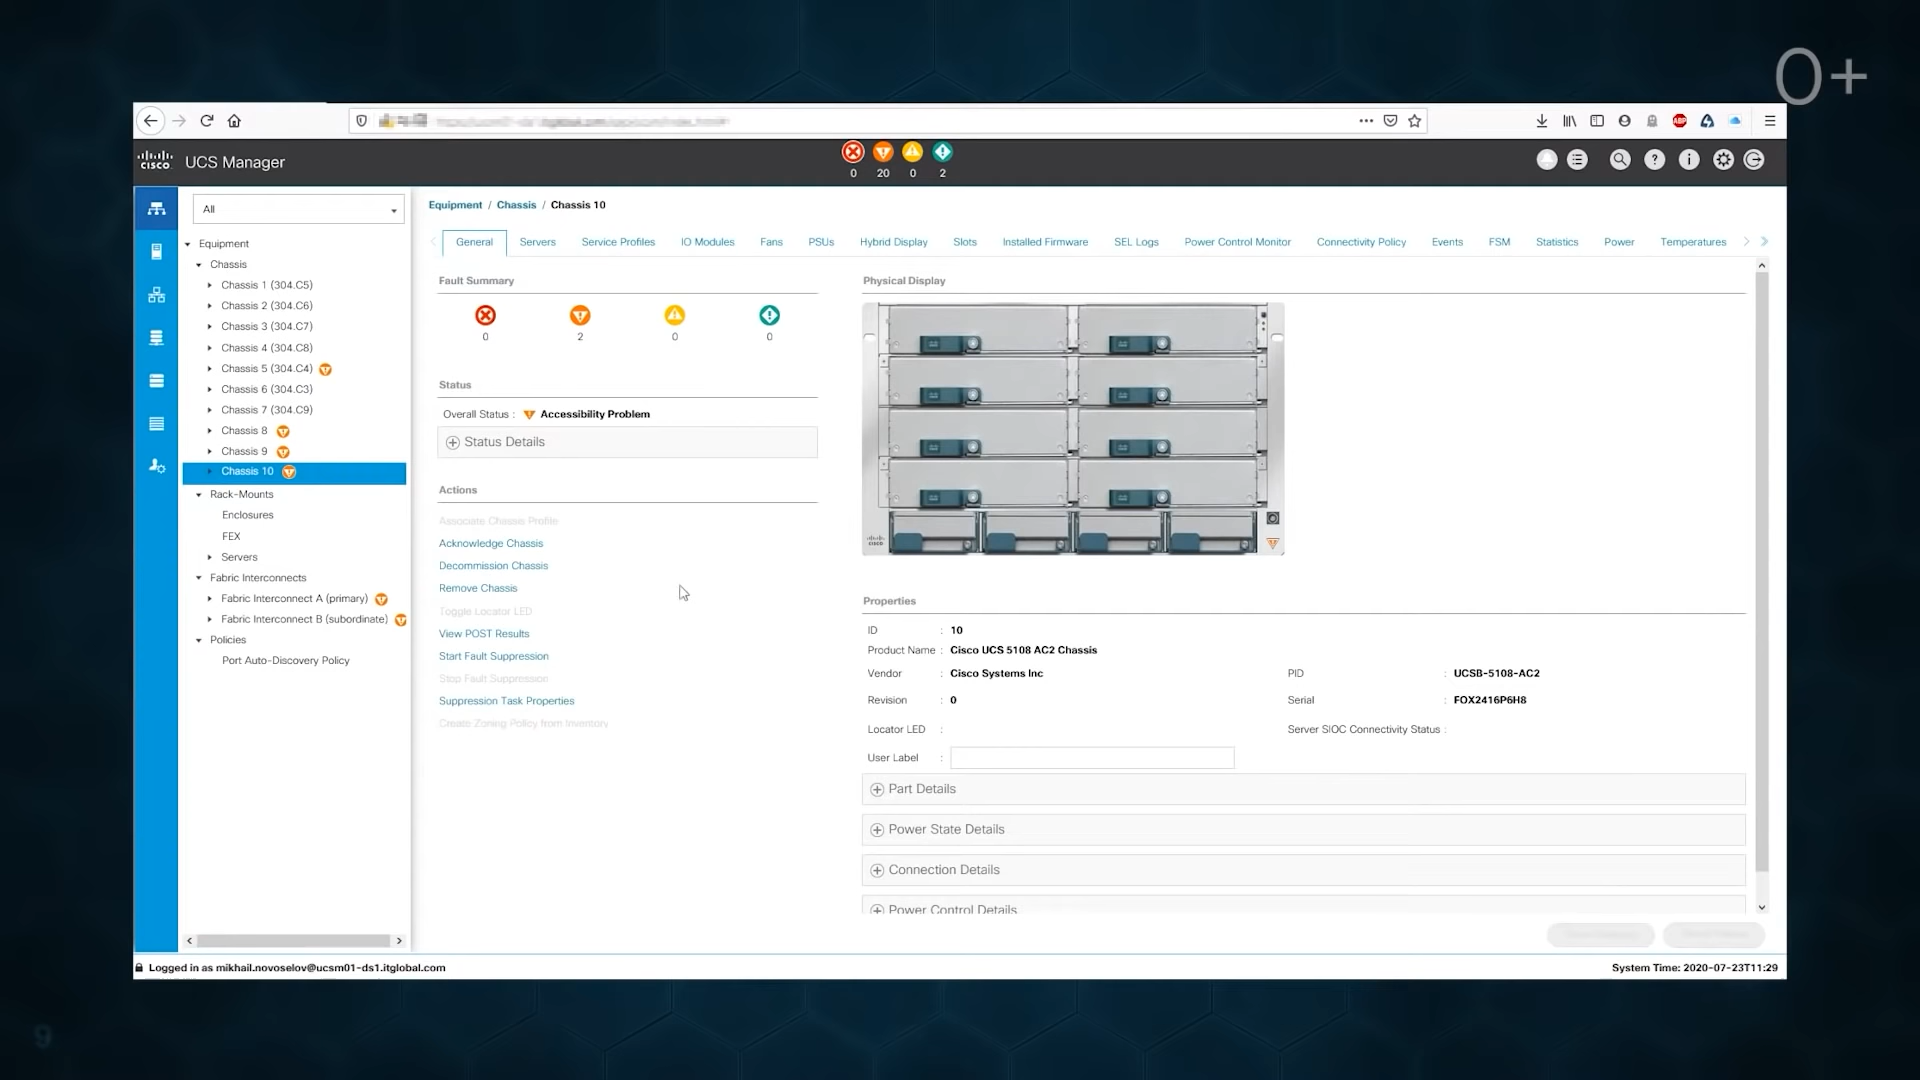 0+
CISCO UCS Manager
0 20 0 2
All
Equipment / Chassis / Chassis 10
General Servers Service Profiles IO Modules Fans PSUs Hybrid Display Slots Installed Firmware SEL Logs Power Control Monitor Connectivity Policy Events FSM Statistics Power Temperatures
Equipment
Chassis
Chassis 1 (304.C5)
Chassis 2 (304.C6)
Chassis 3 (304.C7)
Chassis 4 (304.C8)
Chassis 5 (304.C4)
Chassis 6 (304.C3)
Chassis 7 (304.C9)
Chassis 8
Chassis 9
Chassis 10
Rack-Mounts
Enclosures
FEX
Servers
Fabric Interconnects
Fabric Interconnect A (primary)
Fabric Interconnect B (subordinate)
Policies
Port Auto-Discovery Policy
Fault Summary
0 2 0 0
Status
Overall Status : Accessibility Problem
Status Details
Actions
Associate Chassis Profile
Acknowledge Chassis
Decommission Chassis
Remove Chassis
Toggle Locator LED
View POST Results
Start Fault Suppression
Stop Fault Suppression
Suppression Task Properties
Create Zoning Policy from Inventory
Physical Display
CISCO
Properties
ID : 10
Product Name : Cisco UCS 5108 AC2 Chassis
Vendor : Cisco Systems Inc PID : UCSB-5108-AC2
Revision : 0 Serial : FOX2416P6H8
Locator LED : Server SIOC Connectivity Status :
User Label :
Part Details
Power State Details
Connection Details
Power Control Details
Logged in as mikhail.novoselov@ucsm01-ds1.itglobal.com
System Time: 2020-07-23T11:29
9